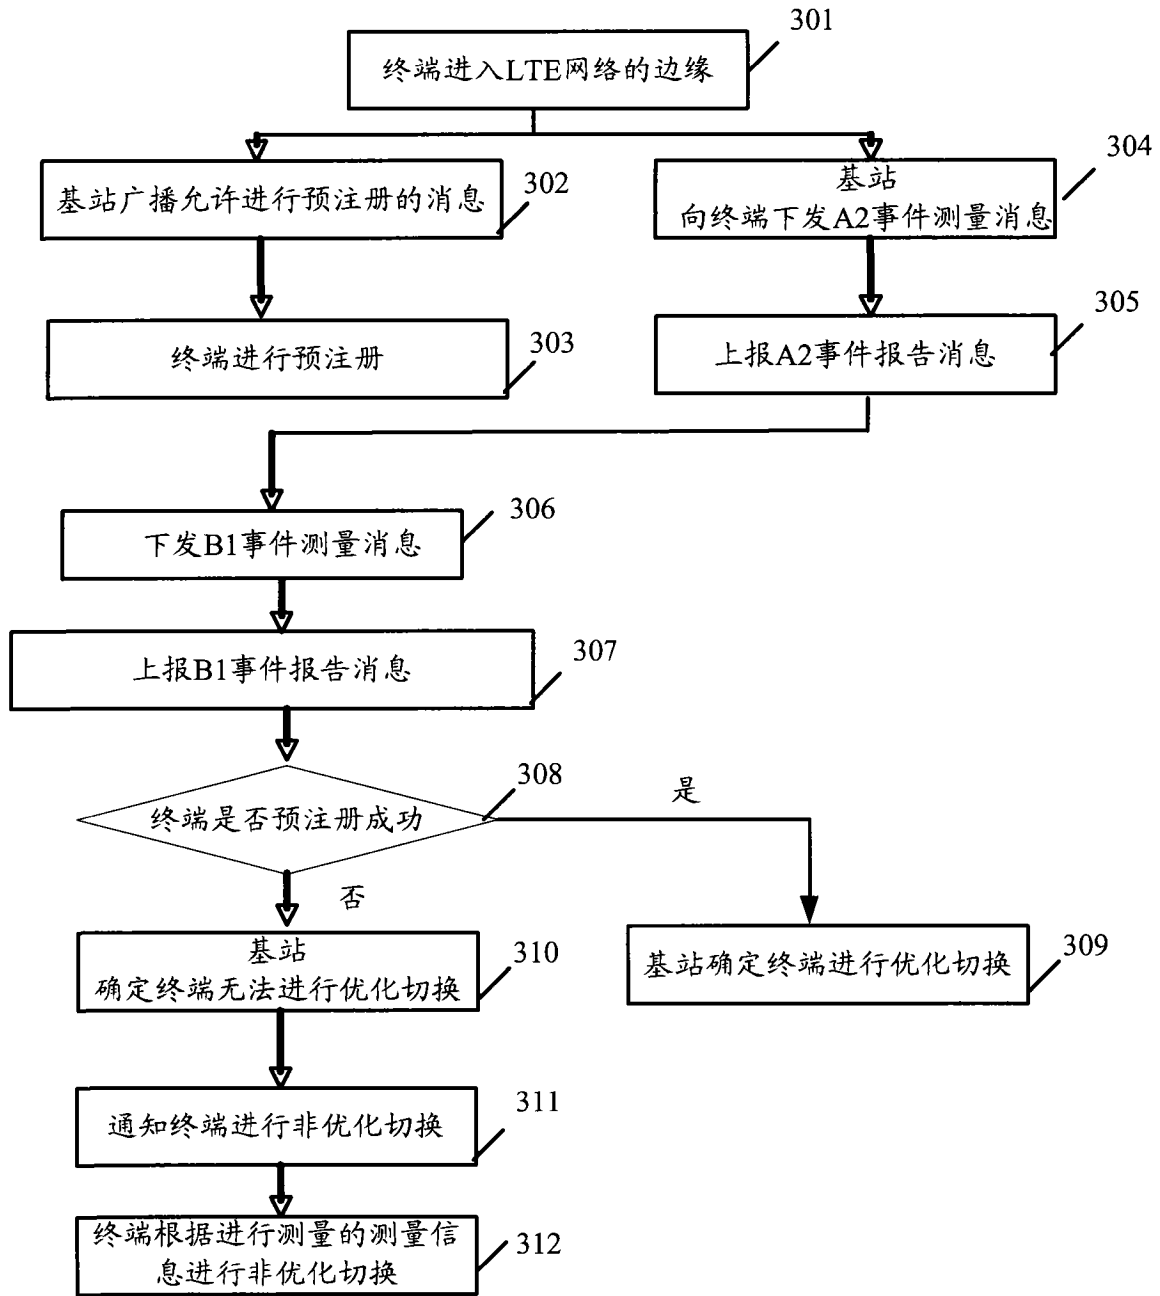 301
终端进入LTE网络的边缘
302
基站广播允许进行预注册的消息
304
基站
向终端下发A2事件测量消息
303
终端进行预注册
305
上报A2事件报告消息
306
下发B1事件测量消息
307
上报B1事件报告消息
308
终端是否预注册成功
是
否
310
基站
确定终端无法进行优化切换
309
基站确定终端进行优化切换
311
通知终端进行非优化切换
312
终端根据进行测量的测量信
息进行非优化切换